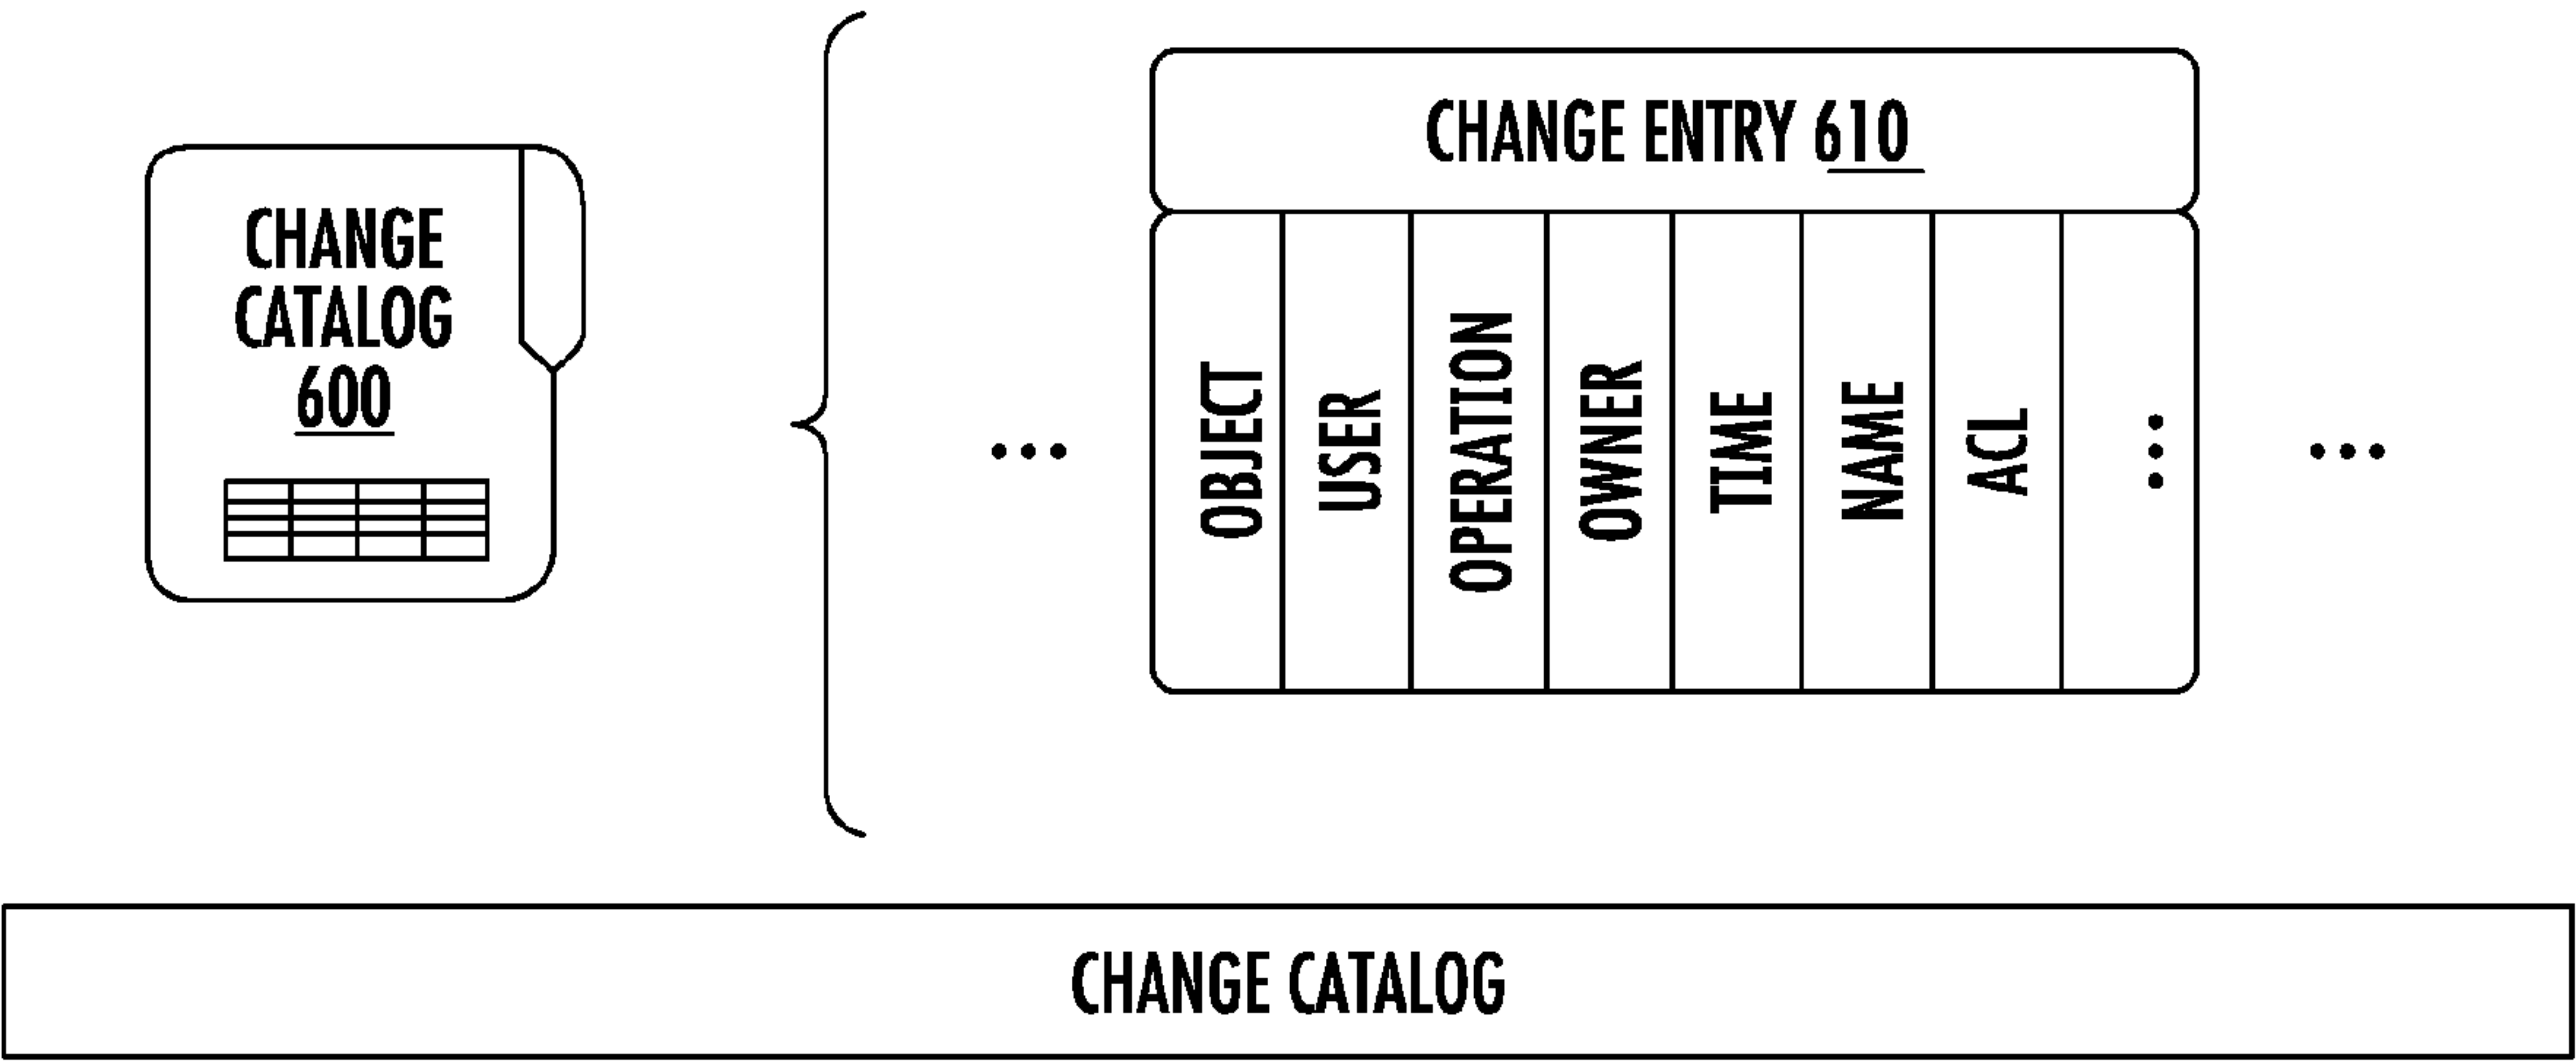 CHANGE
CATALOG
600
CHANGE ENTRY 610
OBJECT
USER
OPERATION
OWNER
TIME
NAME
ACL
CHANGE CATALOG